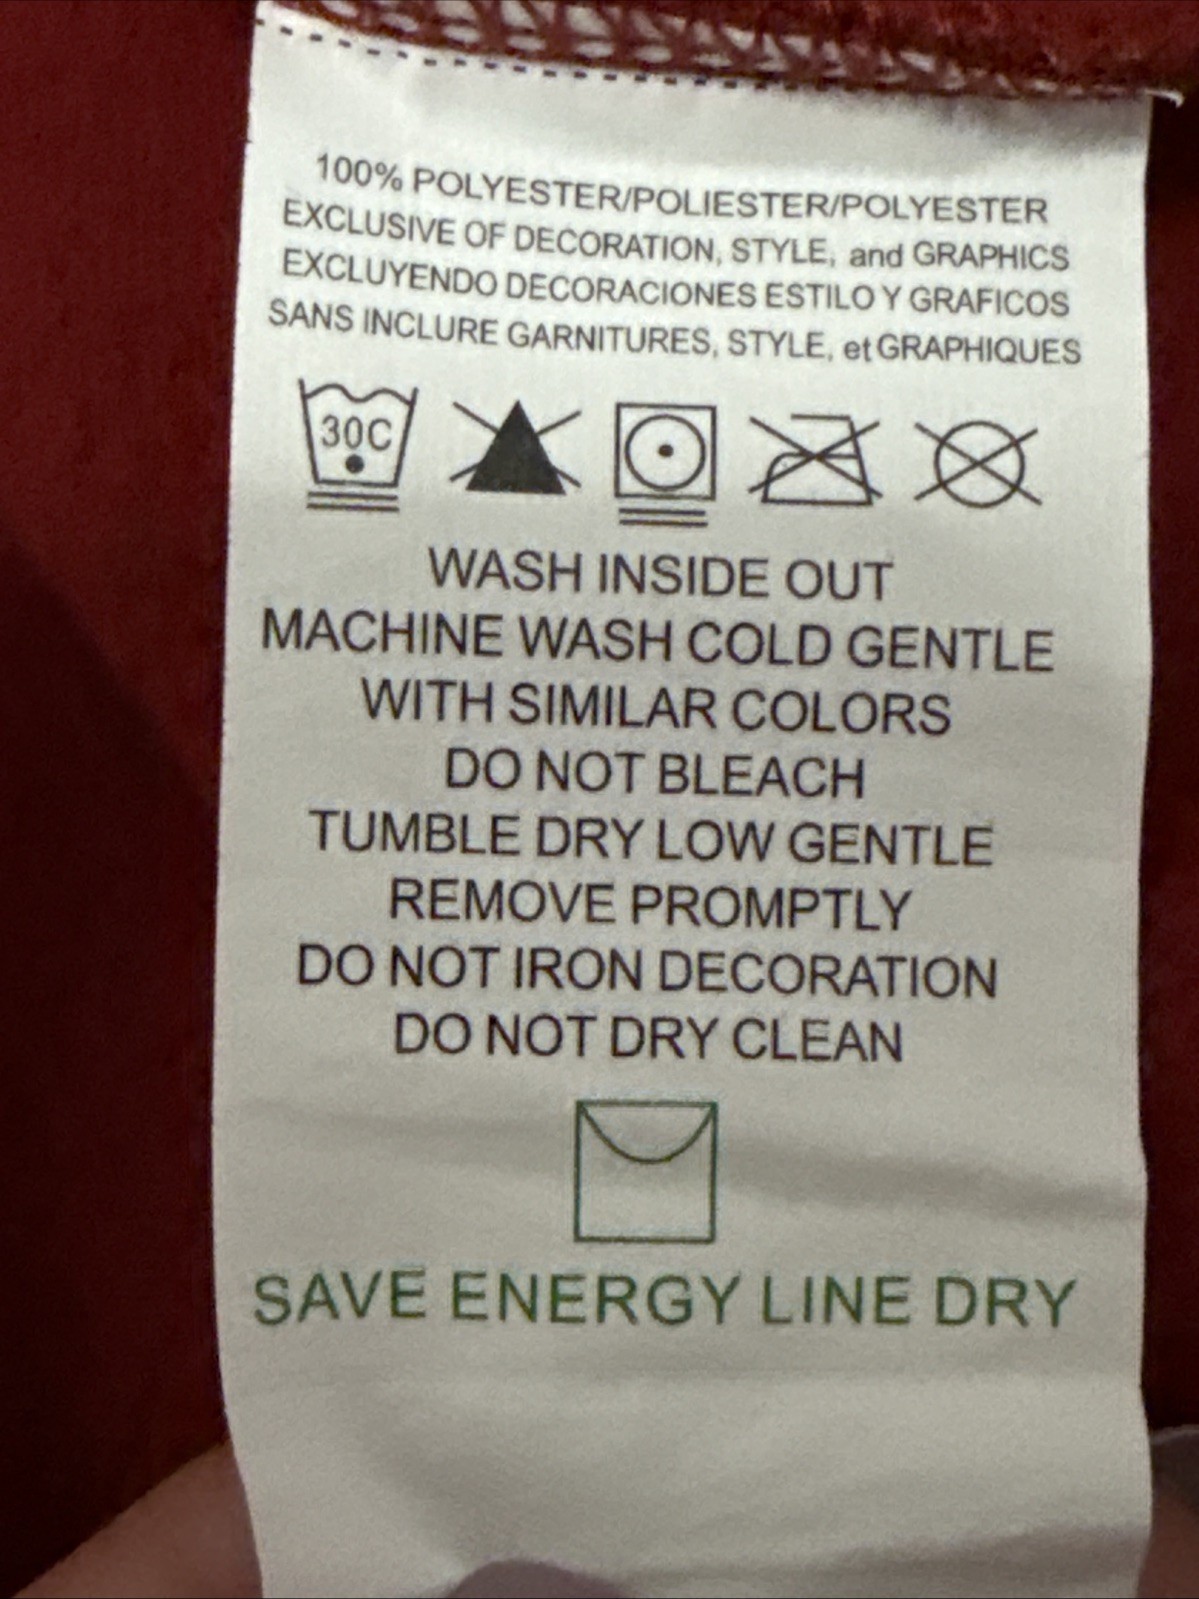 100% POLYESTER/POLIESTER/POLYESTER
EXCLUSIVE OF DECORATION, STYLE, and GRAPHICS
EXCLUYENDO DECORACIONES ESTILO Y GRAFICOS
SANS INCLURE GARNITURES, STYLE, et GRAPHIQUES
30C
WASH INSIDE OUT
MACHINE WASH COLD GENTLE
WITH SIMILAR COLORS
DO NOT BLEACH
TUMBLE DRY LOW GENTLE
REMOVE PROMPTLY
DO NOT IRON DECORATION
DO NOT DRY CLEAN
SAVE ENERGY LINE DRY